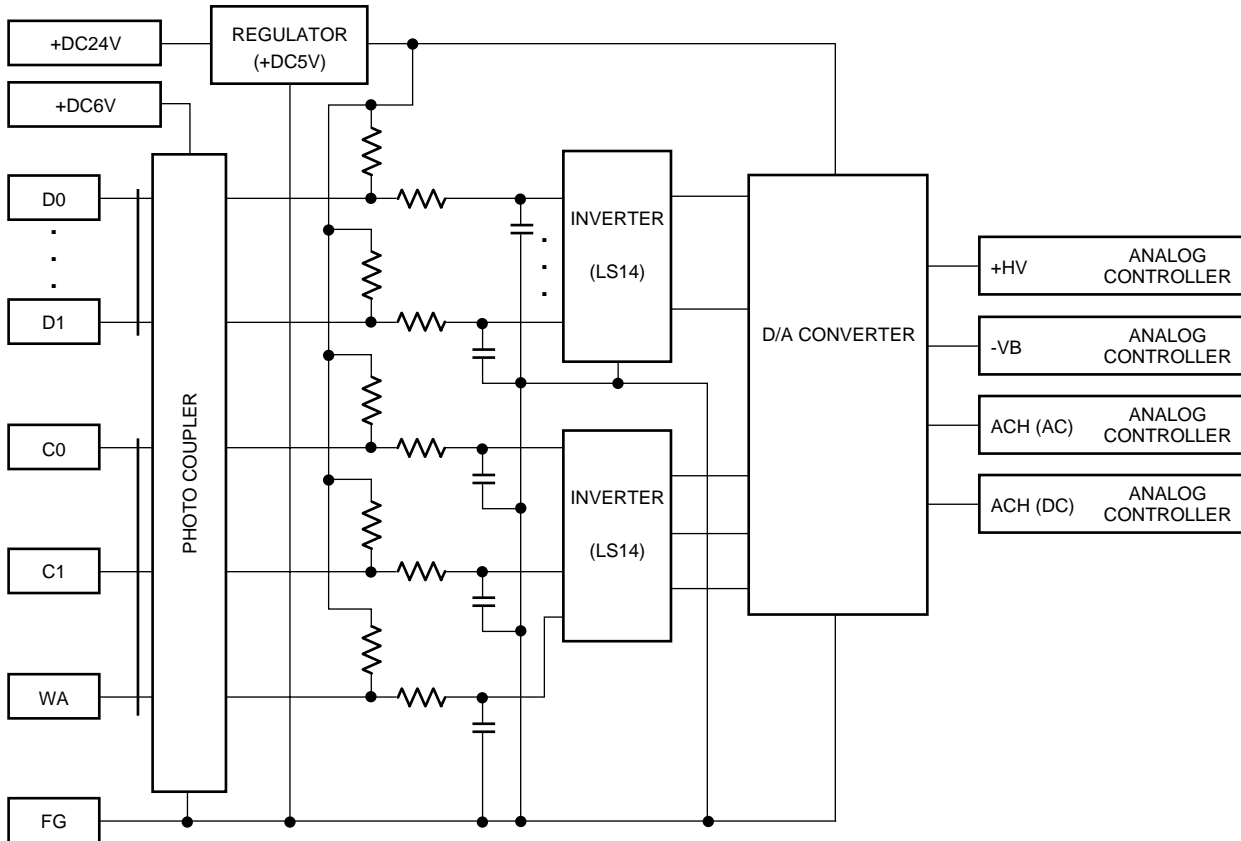 +DC24V
REGULATOR
(+DC5V)
+DC6V
D0
D1
C0
C1
WA
FG
PHOTO COUPLER
INVERTER
(LS14)
INVERTER
(LS14)
D/A CONVERTER
+HV ANALOG
CONTROLLER
-VB ANALOG
CONTROLLER
ACH (AC) ANALOG
CONTROLLER
ACH (DC) ANALOG
CONTROLLER